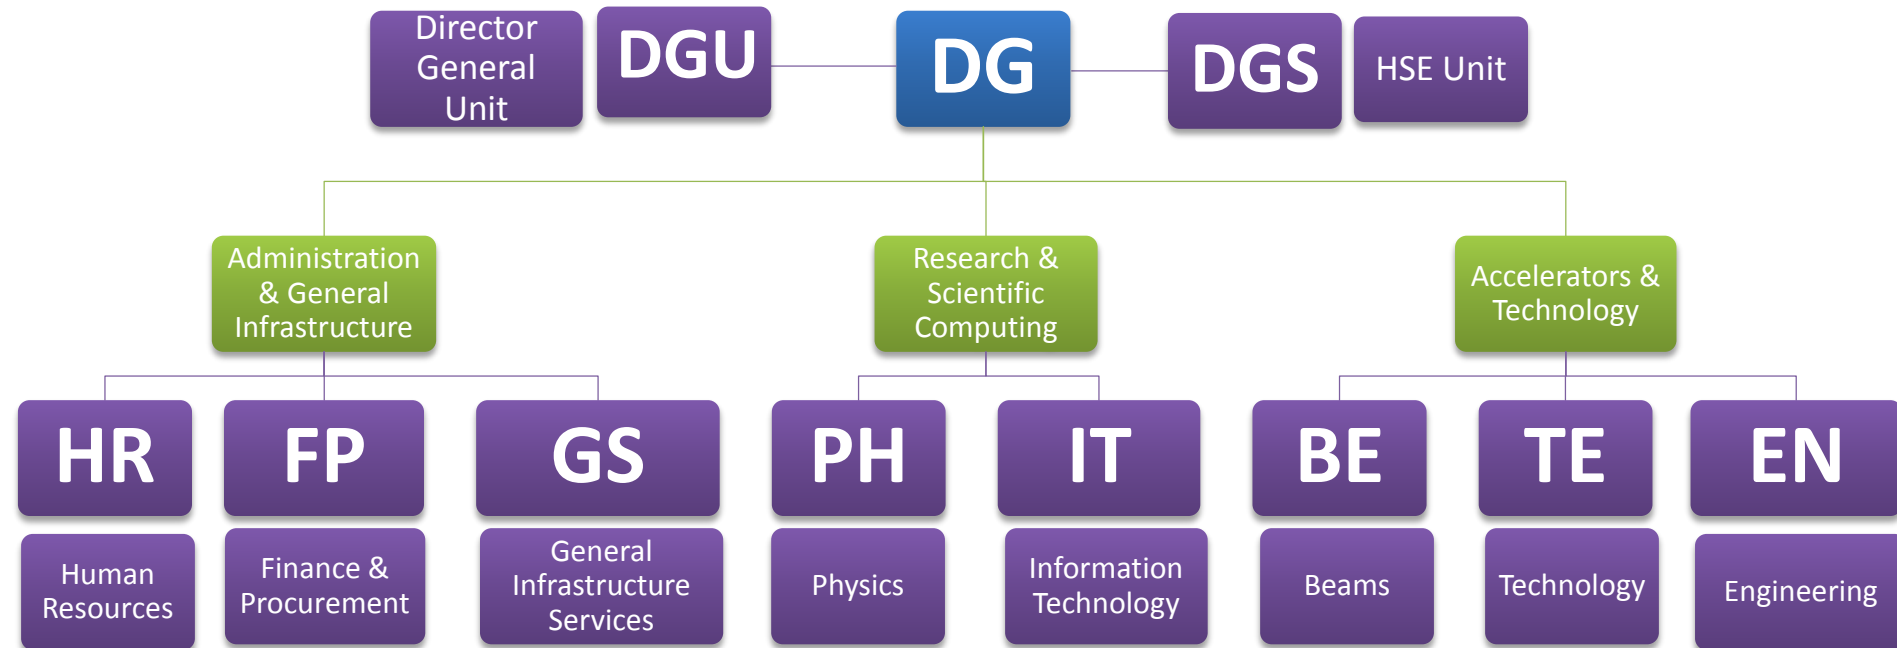 Director
General
Unit
DGU
DG
DGS
HSE Unit
Administration
& General
Infrastructure
Research &
Scientific
Computing
Accelerators &
Technology
HR
FP
GS
PH
IT
BE
TE
EN
Human
Resources
Finance &
Procurement
General
Infrastructure
Services
Physics
Information
Technology
Beams
Technology
Engineering